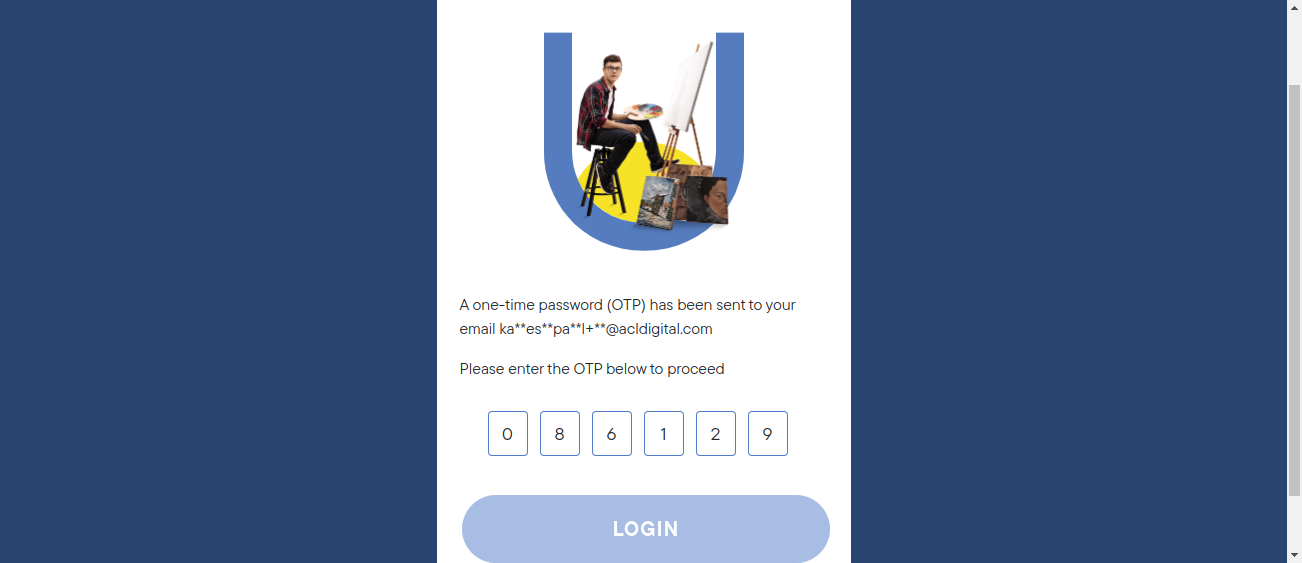 A one-time password (OTP) has been sent to your
email ka**es**pa**l+**@acldigital.com
Please enter the OTP below to proceed
0 8 6 1 2 9
LOGIN